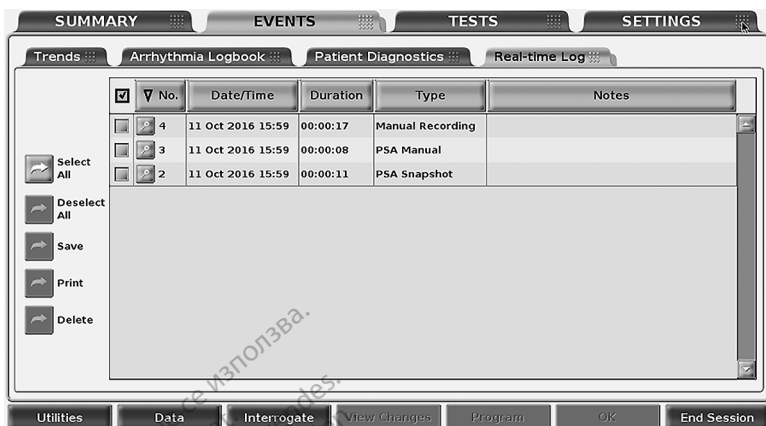 SUMMARY EVENTS TESTS SETTINGS
Trends Arrhythmia Logbook Patient Diagnostics Real-time Log
No. Date/Time Duration Type Notes
4 11 Oct 2016 15:59 00:00:17 Manual Recording
3 11 Oct 2016 15:59 00:00:08 PSA Manual
2 11 Oct 2016 15:59 00:00:11 PSA Snapshot
Select All
Deselect All
Save
Print
Delete
се използва.
Utilities Data Interrogate View Changes Program OK End Session